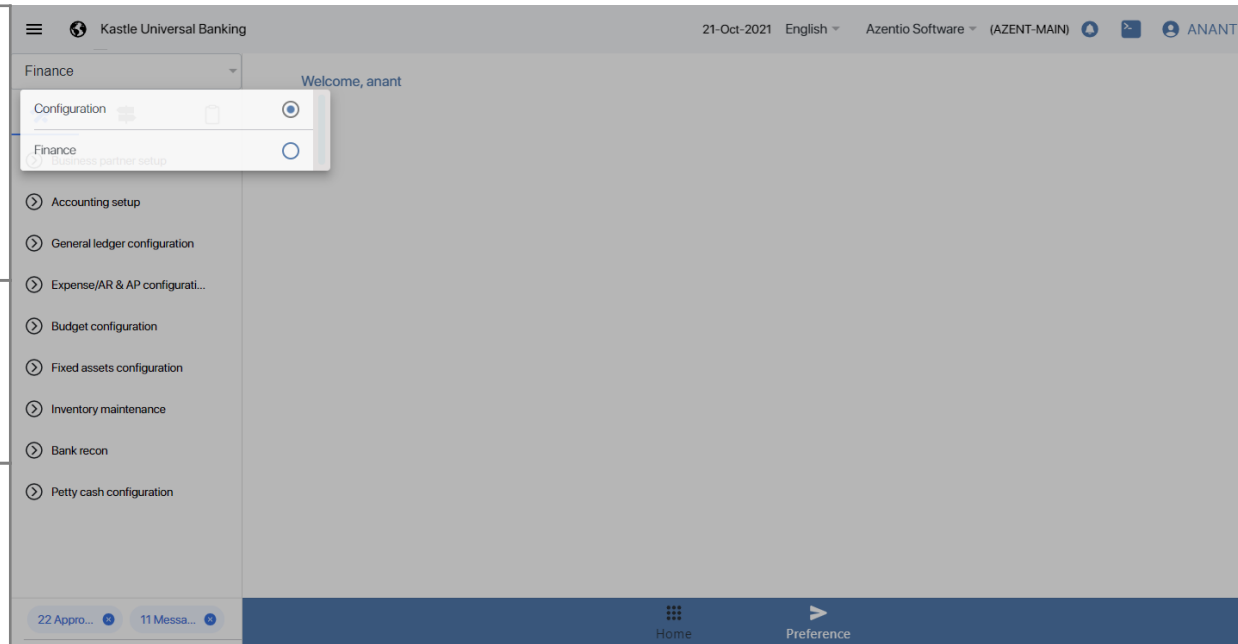 Kastle Universal Banking
21-Oct-2021 English Azentio Software (AZENT-MAIN) ANANT
Finance
Welcome, anant
Configuration
Finance
Business partner setup
Accounting setup
General ledger configuration
Expense/AR & AP configurati...
Budget configuration
Fixed assets configuration
Inventory maintenance
Bank recon
Petty cash configuration
22 Appro... 11 Messa...
Home Preference